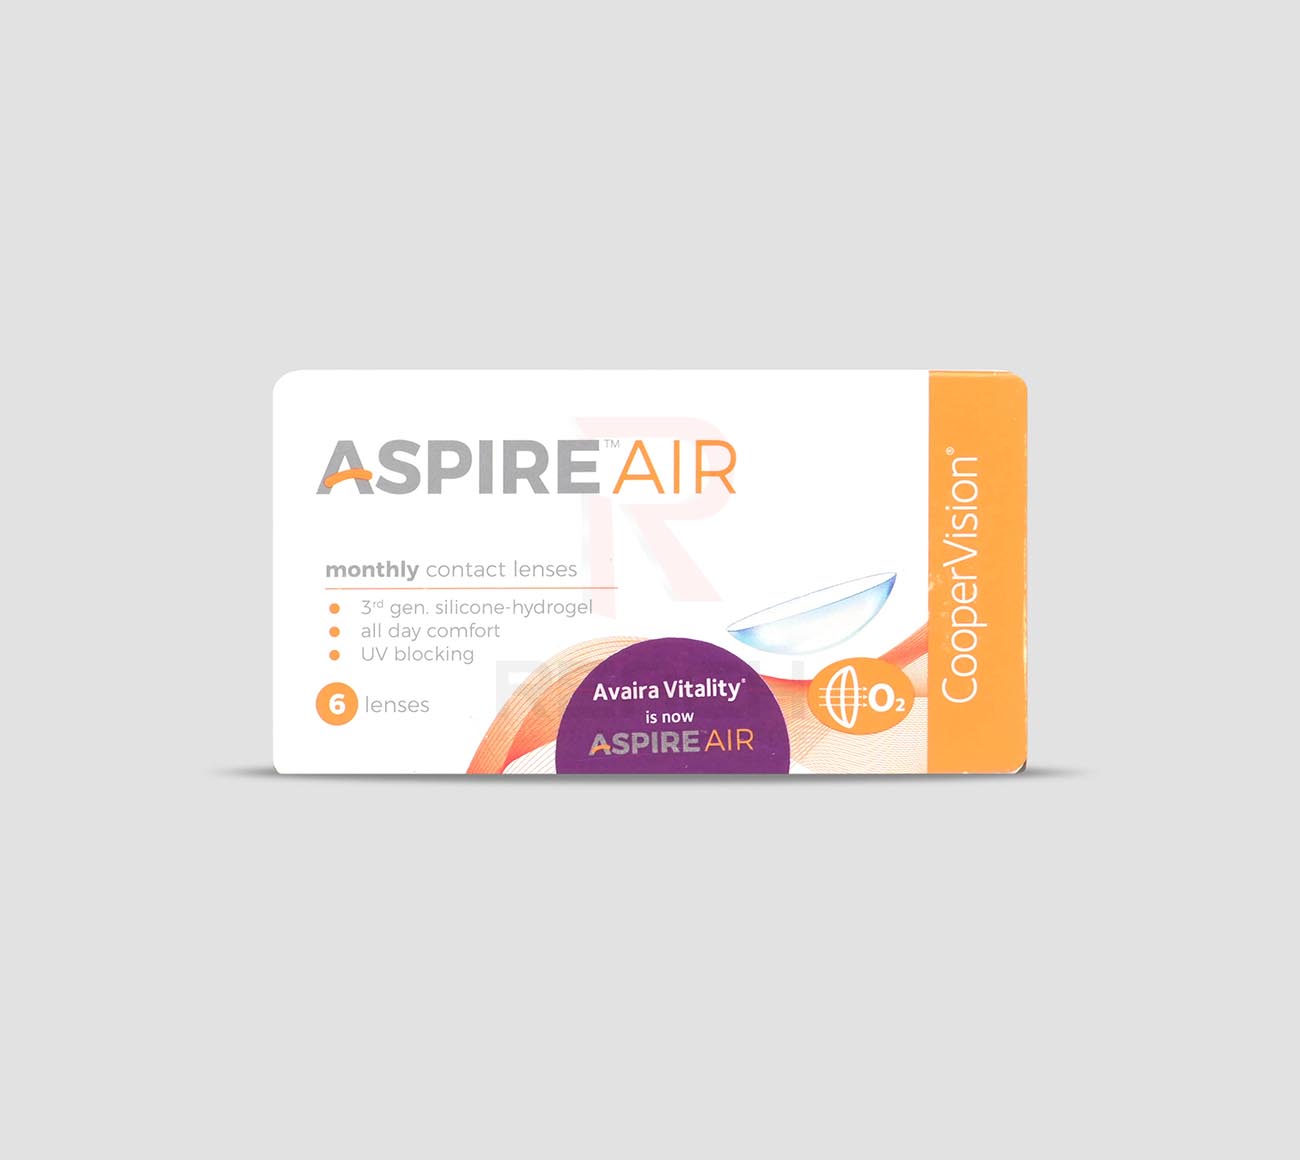 ASPIRE™ AIR
monthly contact lenses
3rd gen. silicone-hydrogel
all day comfort
UV blocking
6 lenses
Avaira Vitality®
is now
ASPIRE™ AIR
O₂
CooperVision®